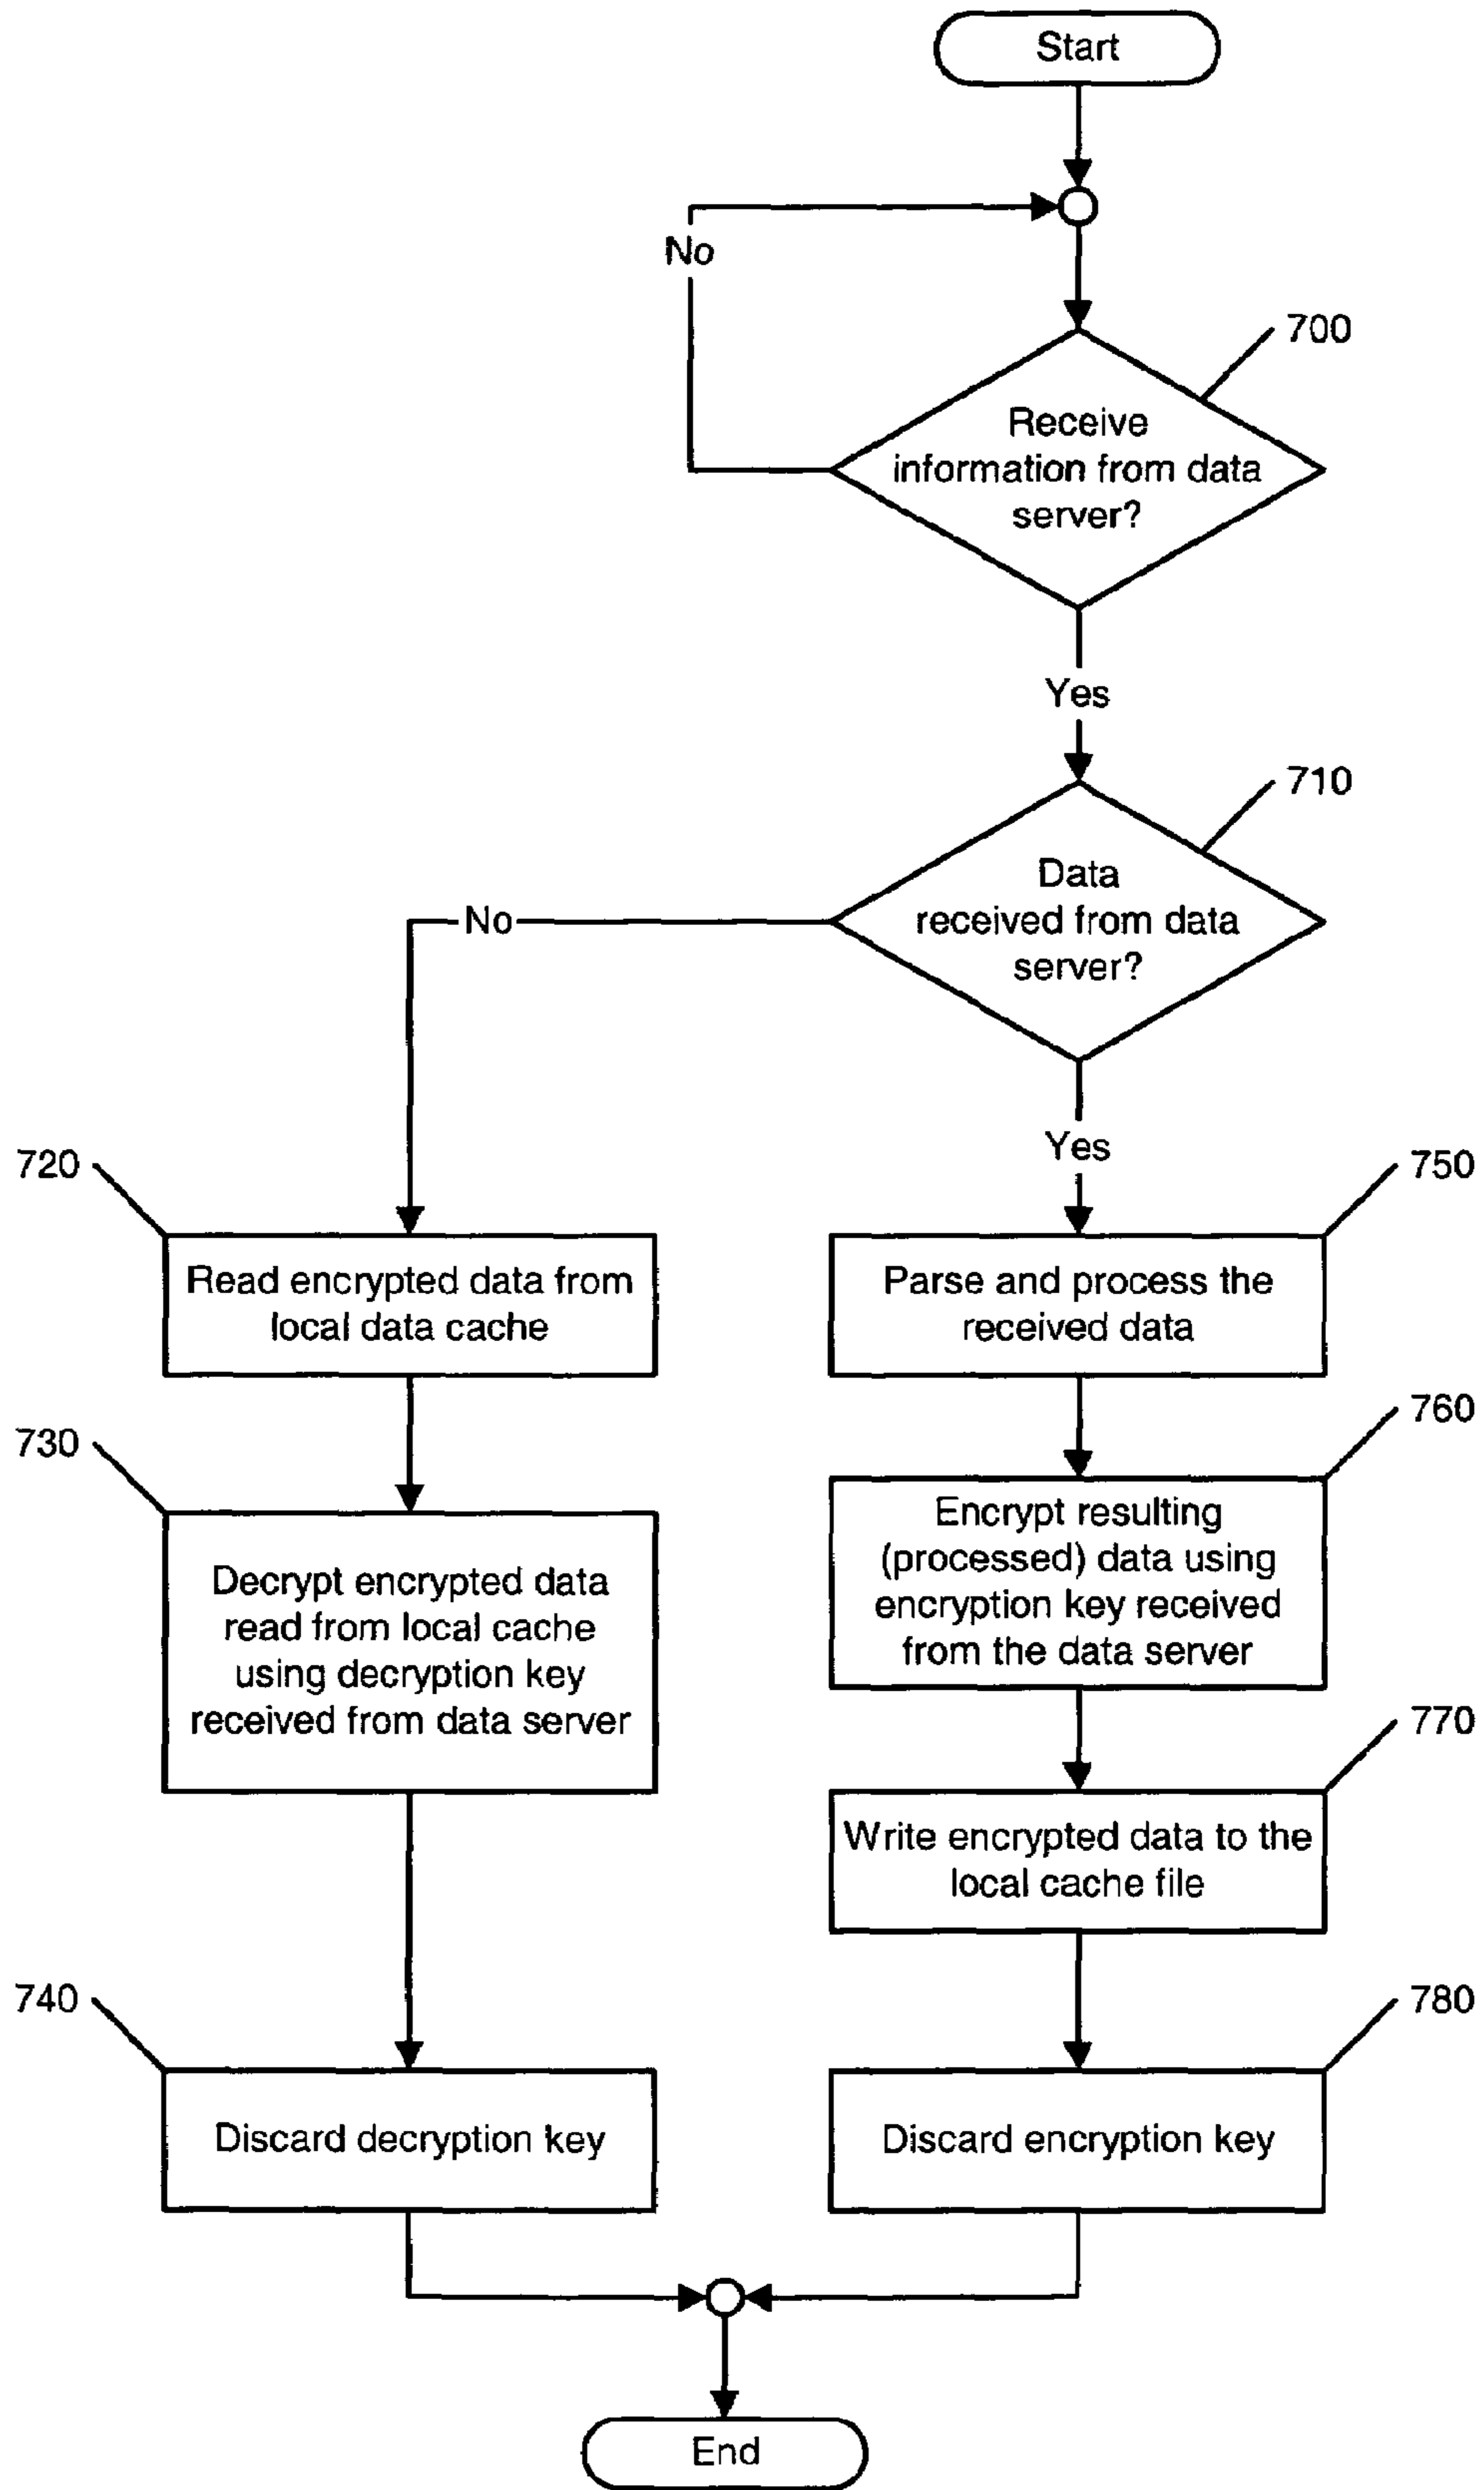 Start
No
700
Receive
information from data
server?
Yes
710
Data
received from data
server?
No
Yes
720
Read encrypted data from
local data cache
750
Parse and process the
received data
730
Decrypt encrypted data
read from local cache
using decryption key
received from data server
760
Encrypt resulting
(processed) data using
encryption key received
from the data server
770
Write encrypted data to the
local cache file
740
Discard decryption key
780
Discard encryption key
End